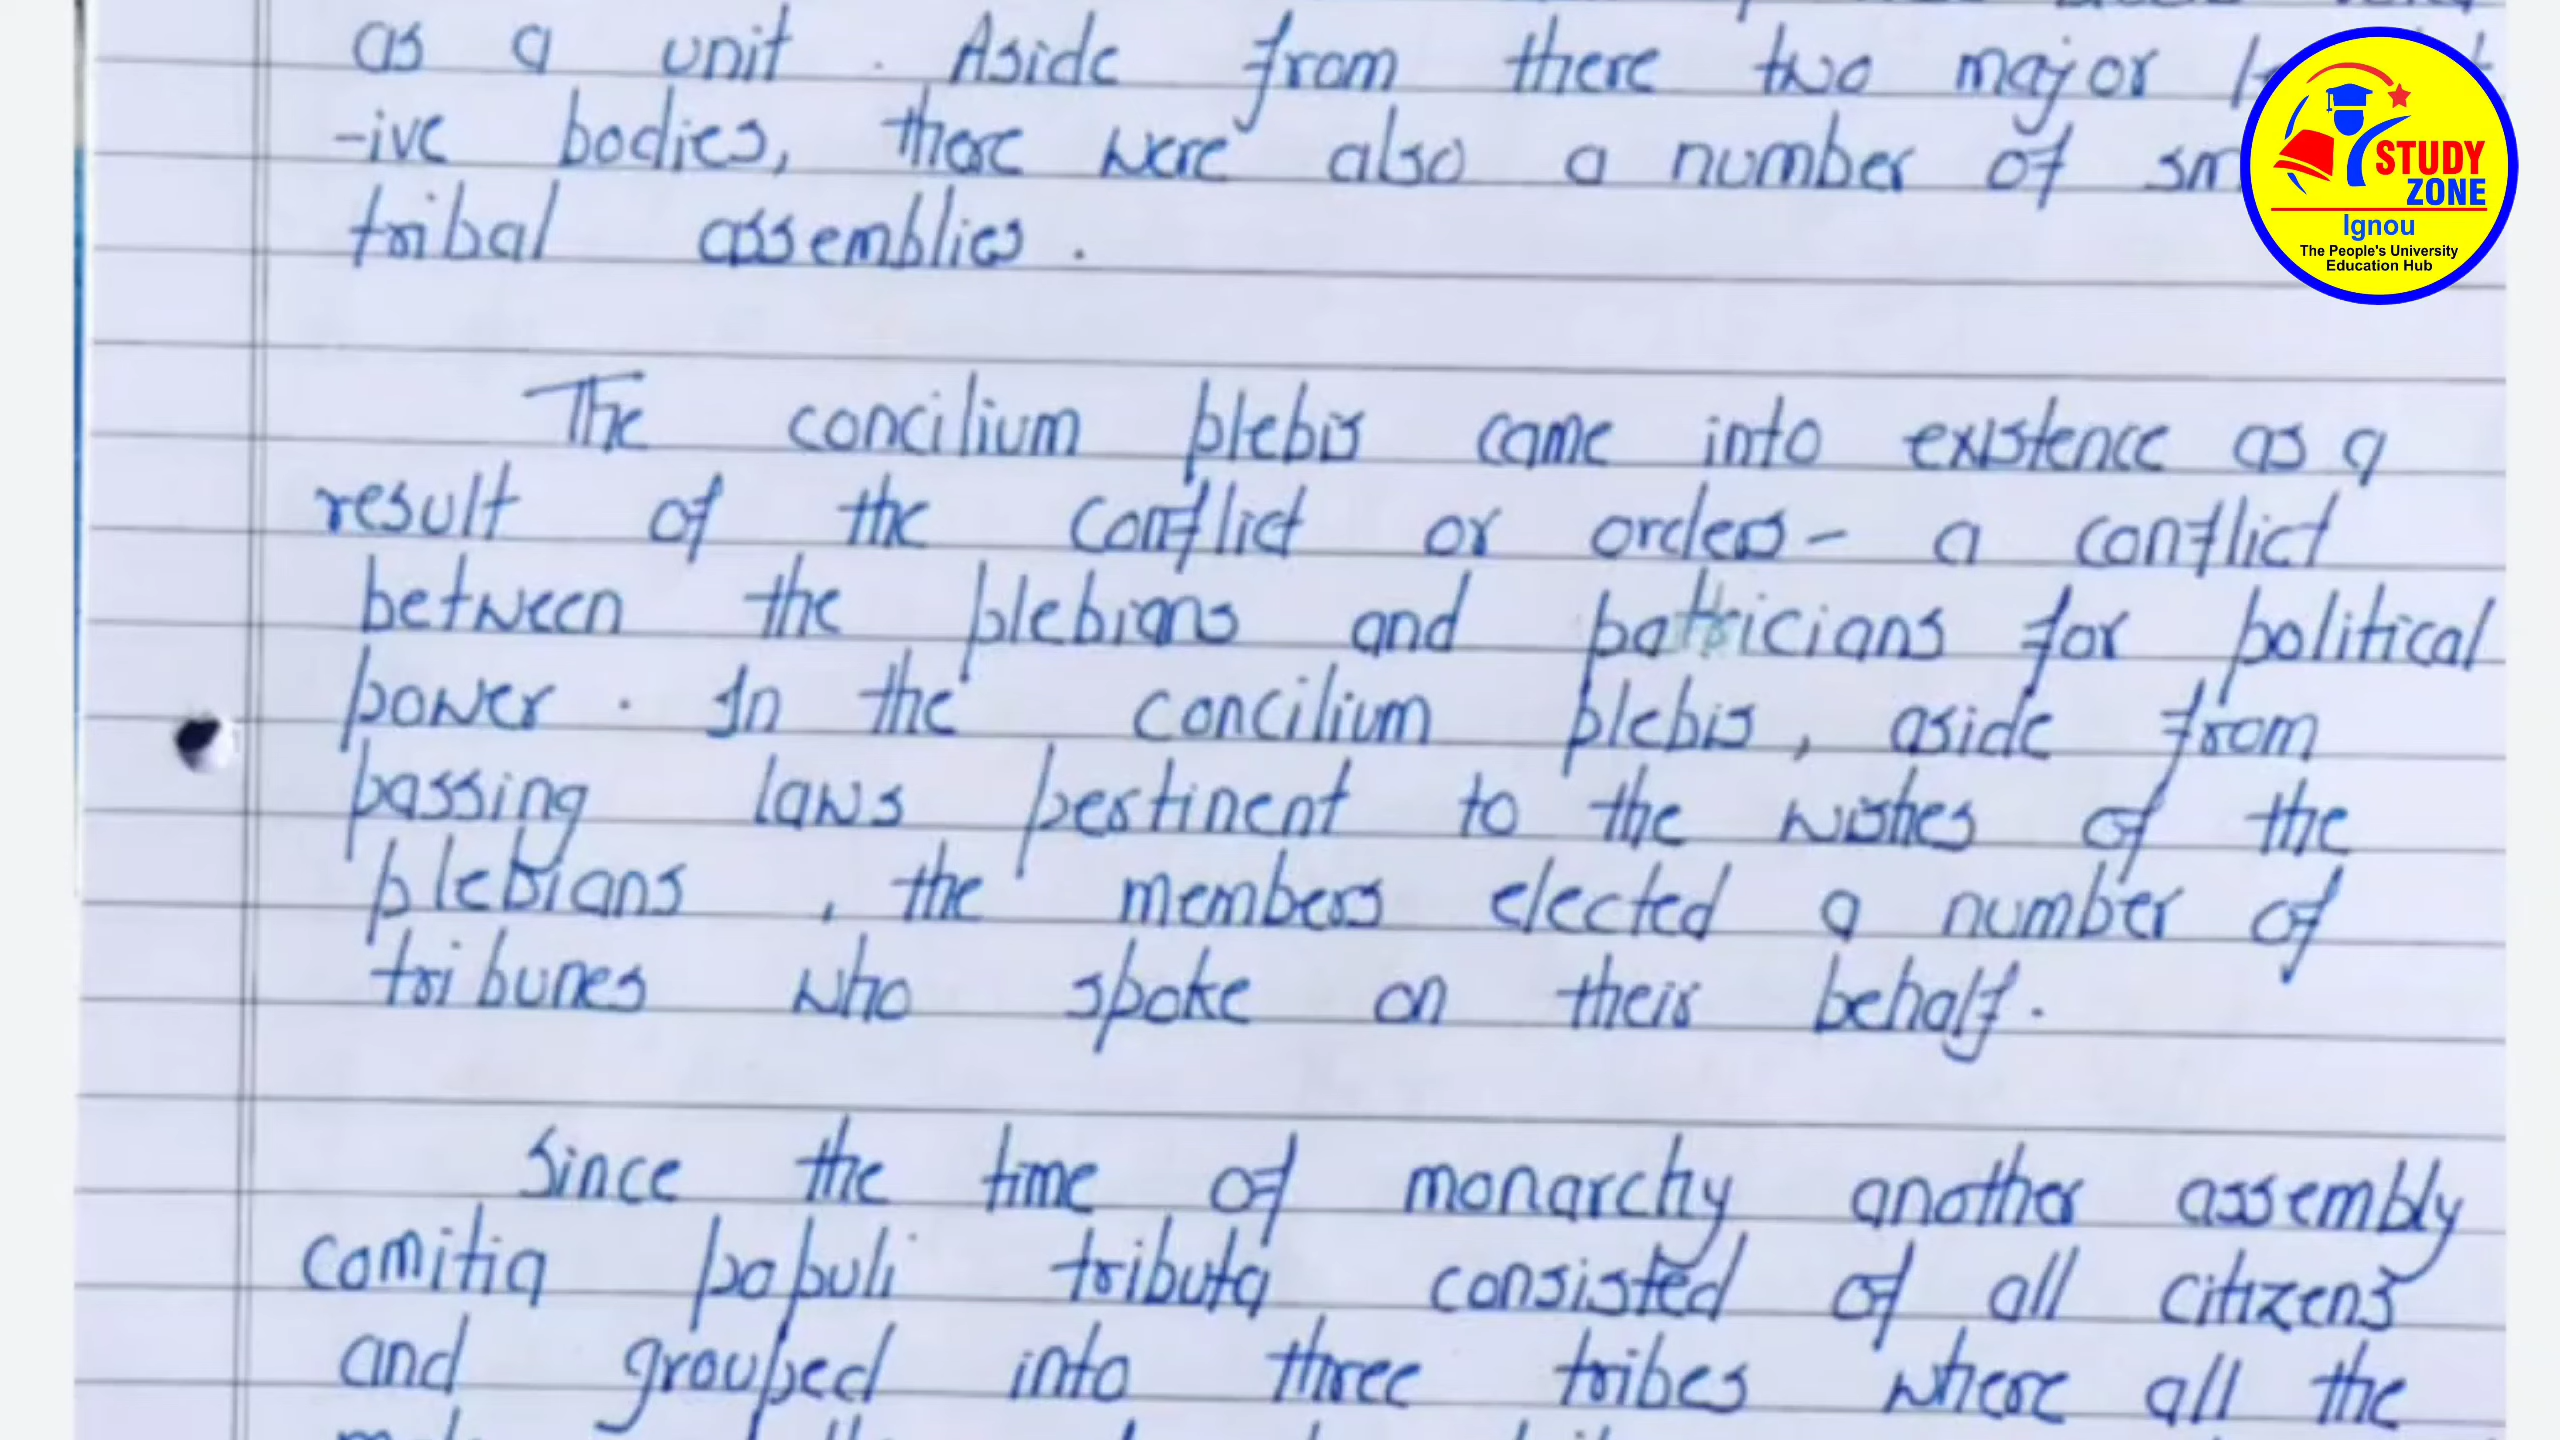 as a unit. Aside from there two major
-ive bodies, there were also a number of
tribal assemblies.
The concilium plebis came into existence as a
result of the conflict or orders- a conflict
between the plebians and patricians for political
power. In the concilium plebis, aside from
passing laws pertinent to the wishes of the
plebians, the members elected a number of
tribunes who spoke on their behalf.
Since the time of monarchy another assembly
comitia populi tributa consisted of all citizens
and grouped into three tribes where all the
STUDY
ZONE
Ignou
The People's University
Education Hub